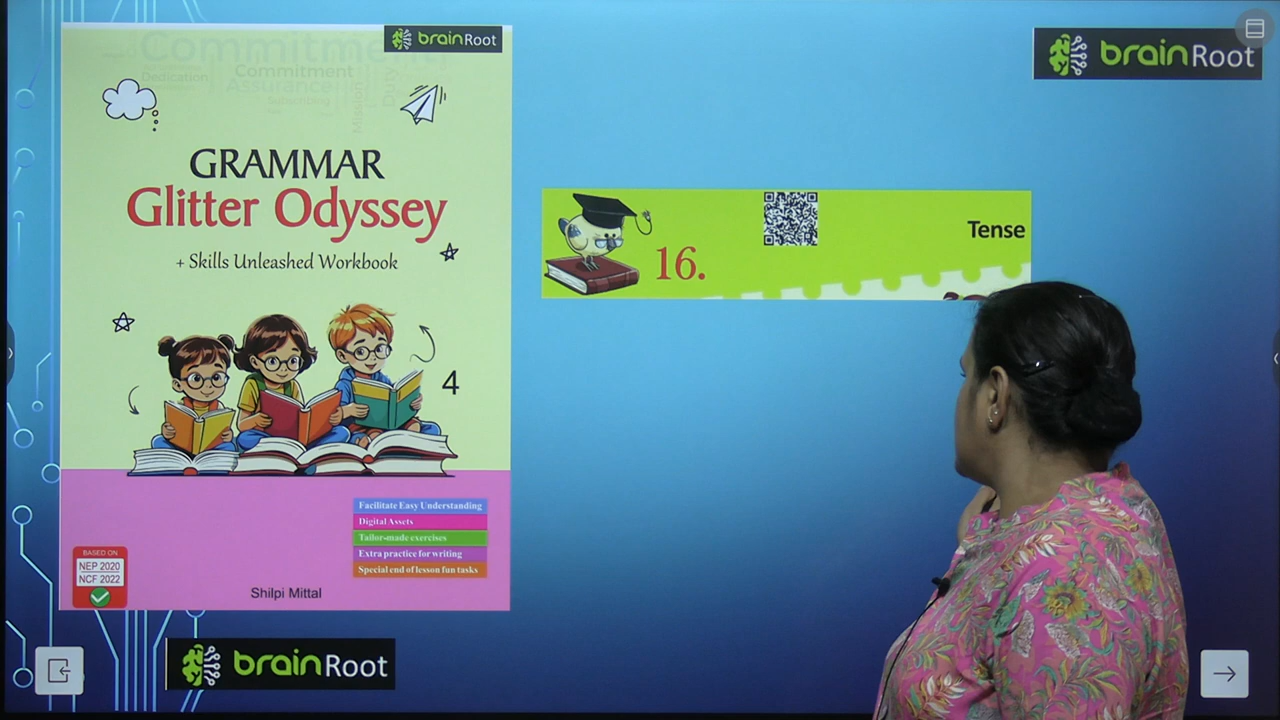 Commitment
brainRoot
Dedication
Commitment
Assurance
Supporting
Mission
Duty
GRAMMAR
Glitter Odyssey
+ Skills Unleashed Workbook
4
Facilitate Easy Understanding
Digital Assets
Tailor-made exercises
Extra practice for writing
Special end of lesson fun tasks
BASED ON
NEP 2020
NCF 2022
Shilpi Mittal
brainRoot
16.
Tense
brainRoot